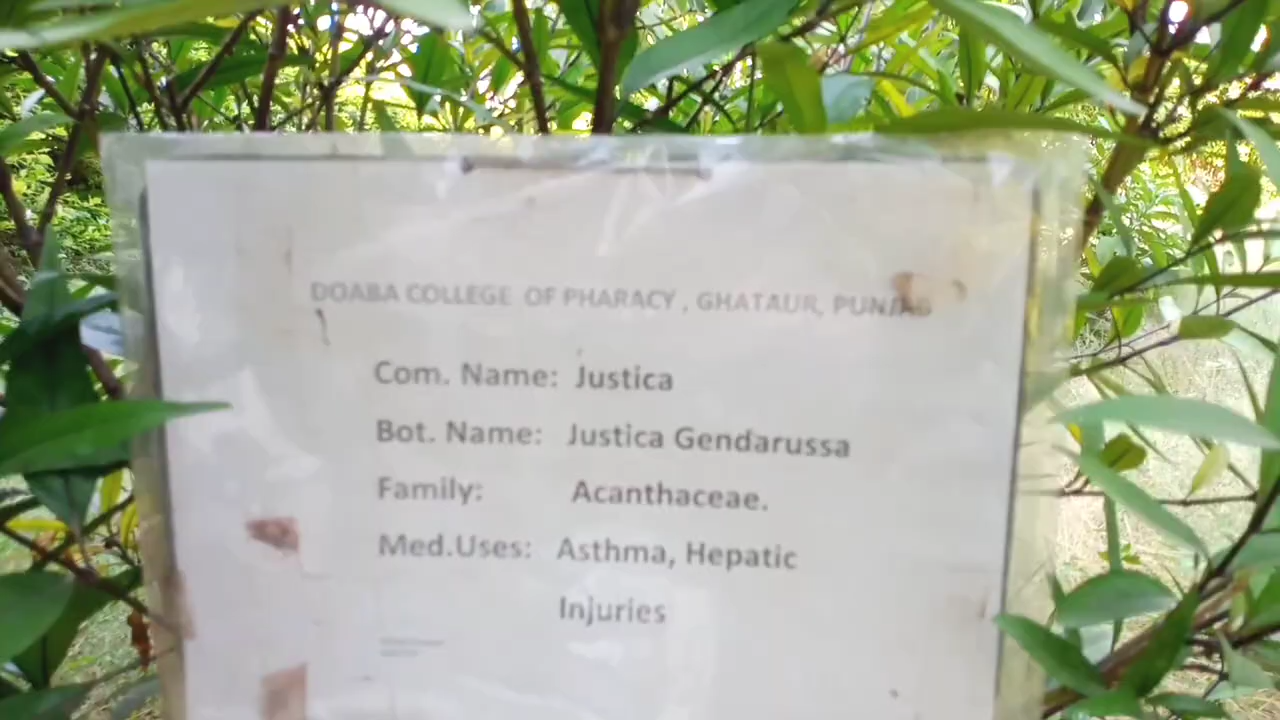 DOABA COLLEGE OF PHARACY , GHATAUR, PUNJAB
Com. Name: Justica
Bot. Name: Justica Gendarussa
Family: Acanthaceae.
Med.Uses: Asthma, Hepatic
Injuries